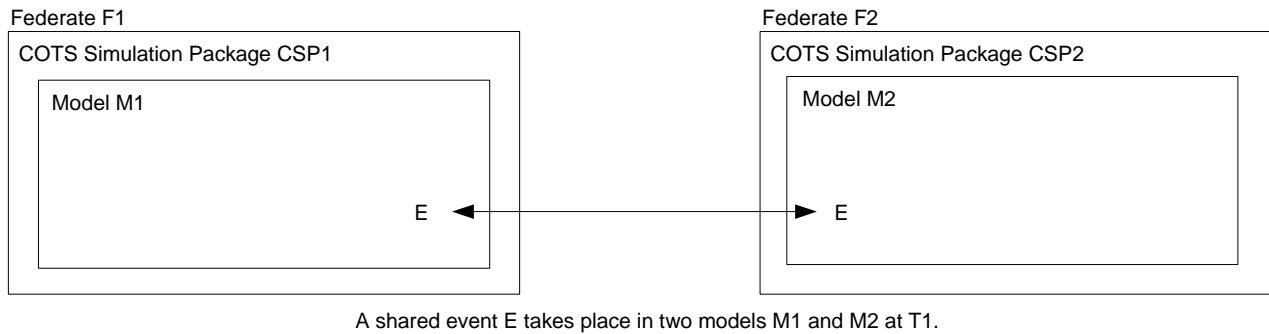 Federate F1
Federate F2
COTS Simulation Package CSP1
COTS Simulation Package CSP2
Model M1
Model M2
E
E
A shared event E takes place in two models M1 and M2 at T1.